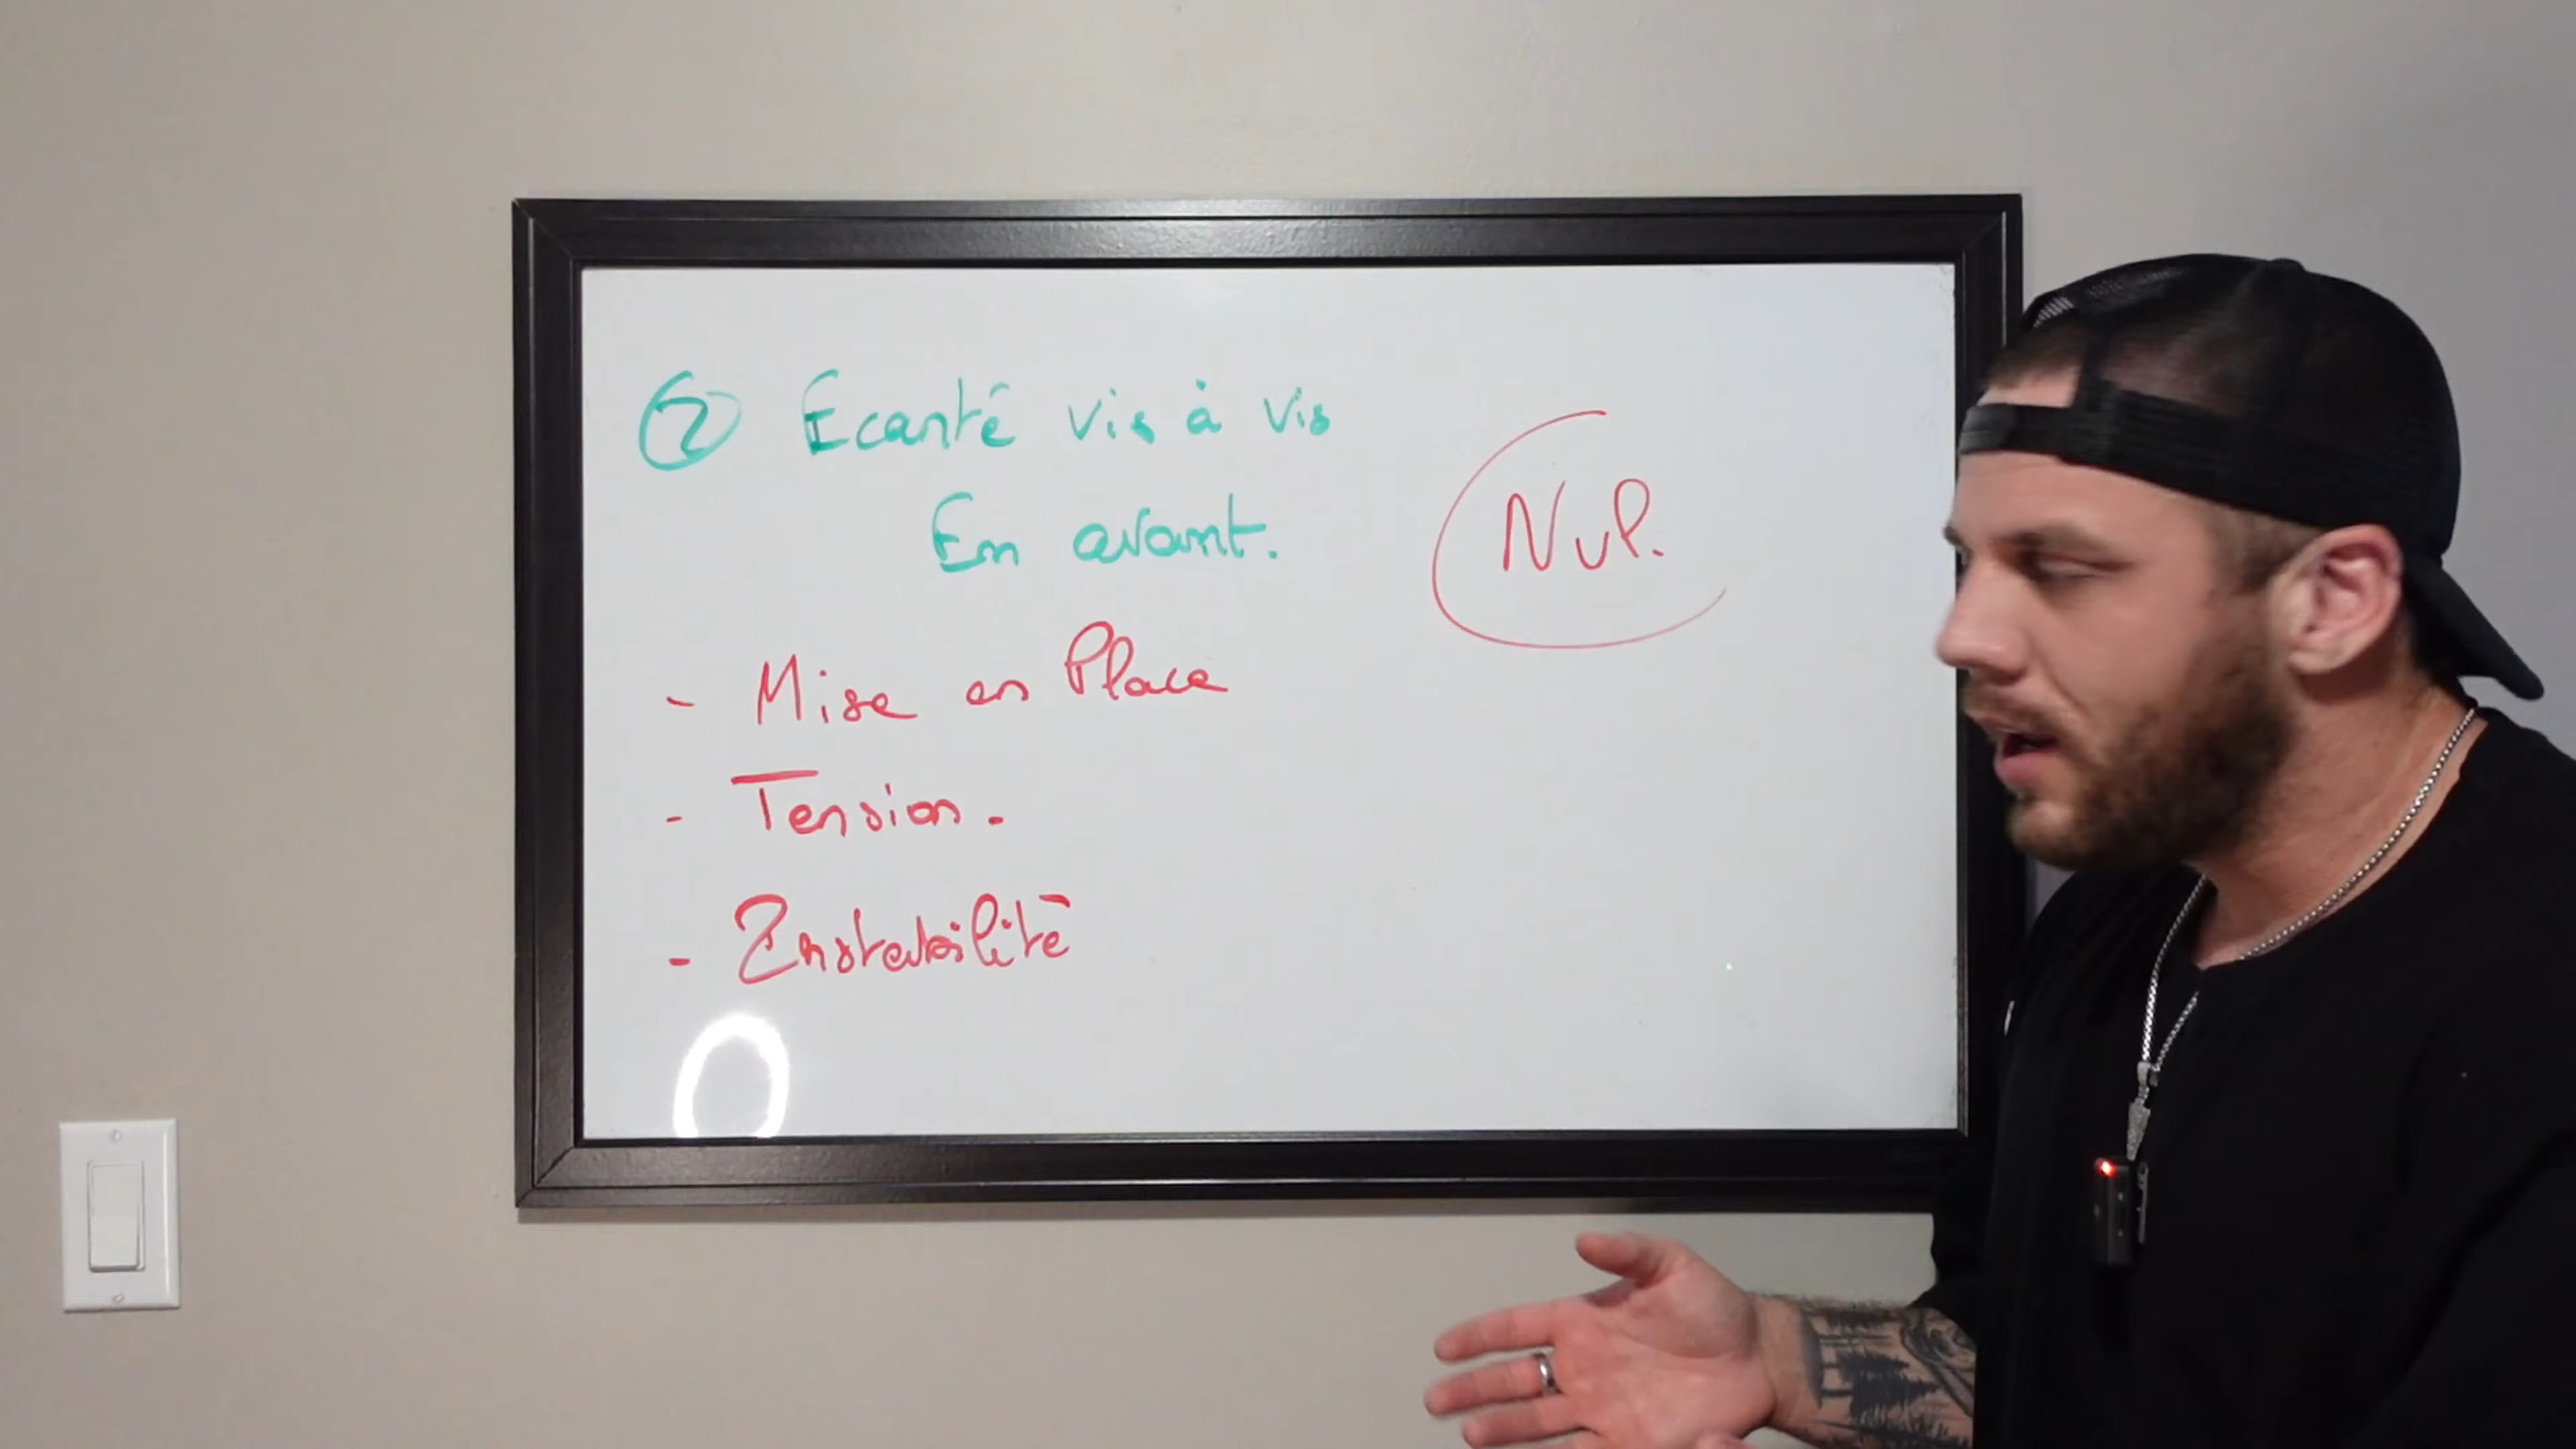 ② Ecarté vis à vis
En avant.
Nul.
- Mise en Place
- Tension.
- Instabilité